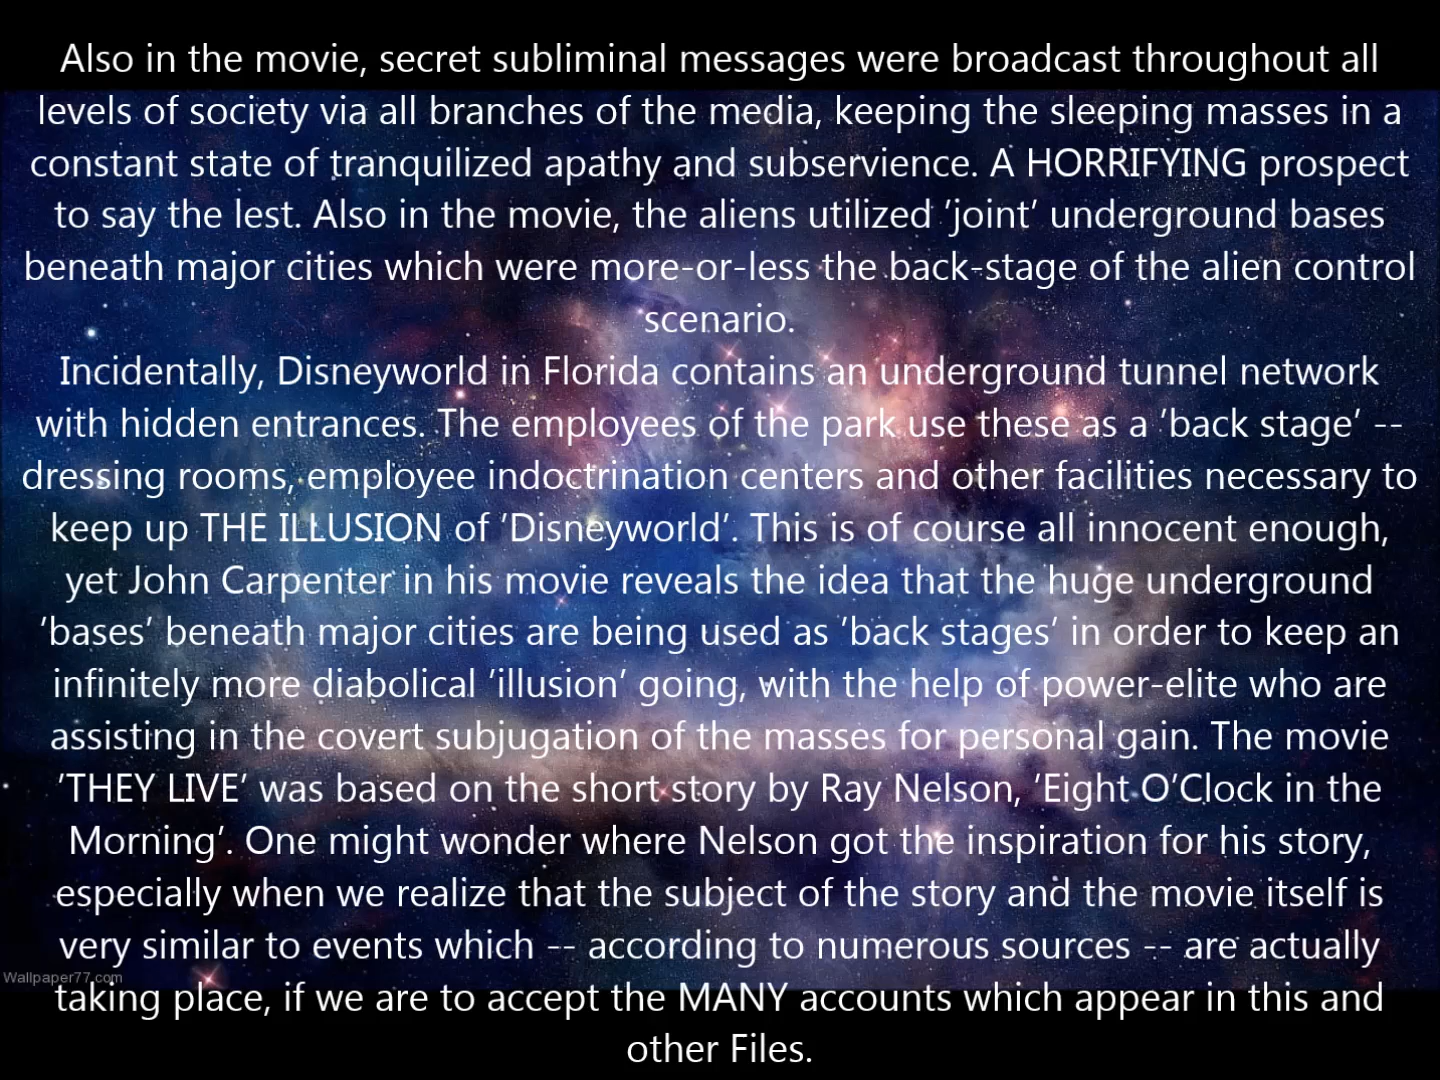 Also in the movie, secret subliminal messages were broadcast throughout all
levels of society via all branches of the media, keeping the sleeping masses in a
constant state of tranquilized apathy and subservience. A HORRIFYING prospect
to say the lest. Also in the movie, the aliens utilized 'joint' underground bases
beneath major cities which were more-or-less the back-stage of the alien control
scenario.
Incidentally, Disneyworld in Florida contains an underground tunnel network
with hidden entrances. The employees of the park use these as a 'back stage' --
dressing rooms, employee indoctrination centers and other facilities necessary to
keep up THE ILLUSION of 'Disneyworld'. This is of course all innocent enough,
yet John Carpenter in his movie reveals the idea that the huge underground
'bases' beneath major cities are being used as 'back stages' in order to keep an
infinitely more diabolical 'illusion' going, with the help of power-elite who are
assisting in the covert subjugation of the masses for personal gain. The movie
'THEY LIVE' was based on the short story by Ray Nelson, 'Eight O'Clock in the
Morning'. One might wonder where Nelson got the inspiration for his story,
especially when we realize that the subject of the story and the movie itself is
very similar to events which -- according to numerous sources -- are actually
Wallpaper77.com
taking place, if we are to accept the MANY accounts which appear in this and
other Files.